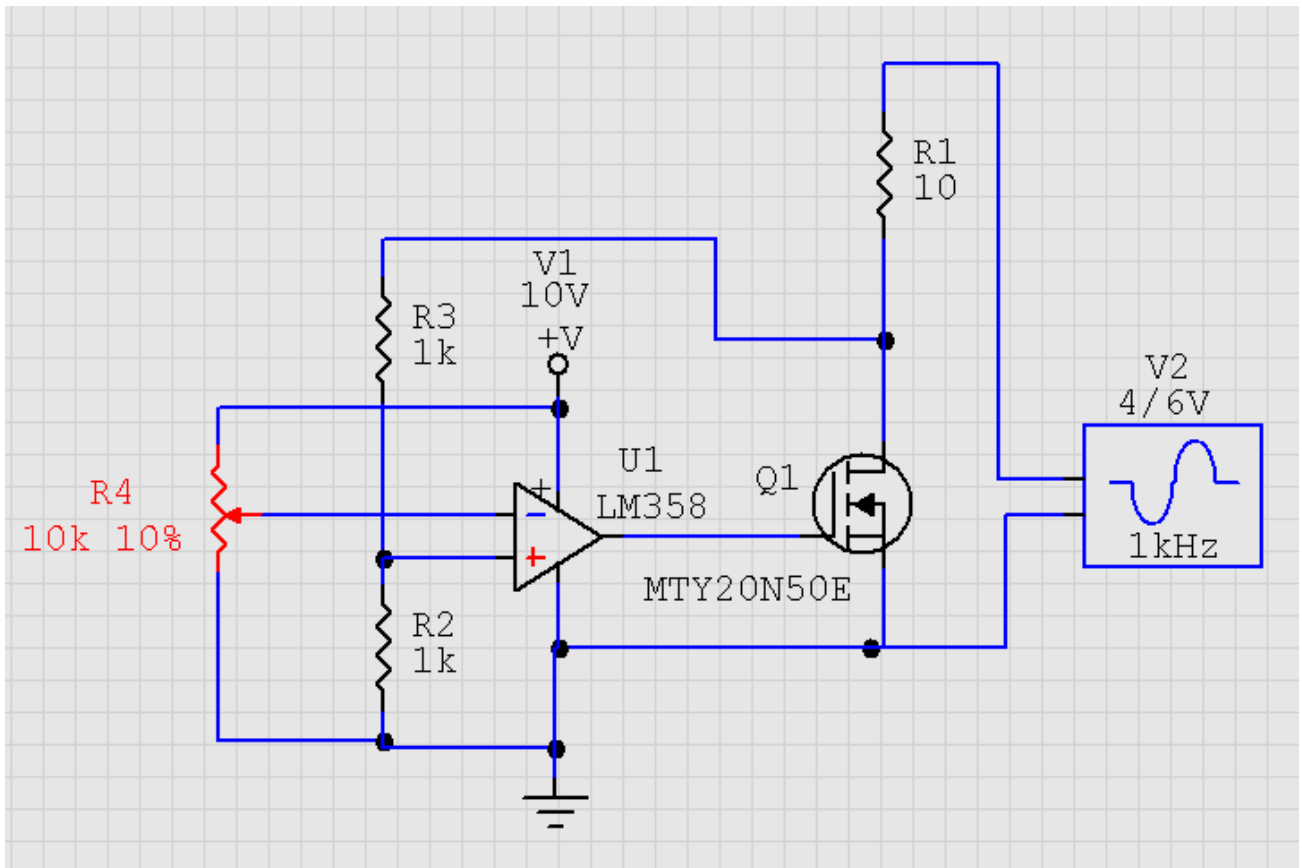 R1
10
V1
10V
+V
R3
1k
V2
4/6V
U1
LM358
Q1
R4
10k 10%
+
−
+
1kHz
MTY20N50E
R2
1k